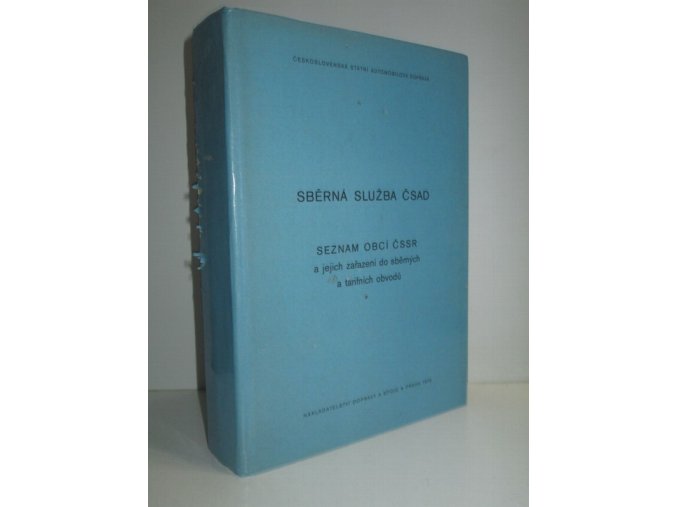 ČESKOSLOVENSKÁ STÁTNÍ AUTOMOBILOVÁ DOPRAVA
SBĚRNÁ SLUŽBA ČSAD
SEZNAM OBCÍ ČSSR
a jejich zařazení do sběrných
a tarifních obvodů
NAKLADATELSTVÍ DOPRAVY A SPOJŮ PRAHA